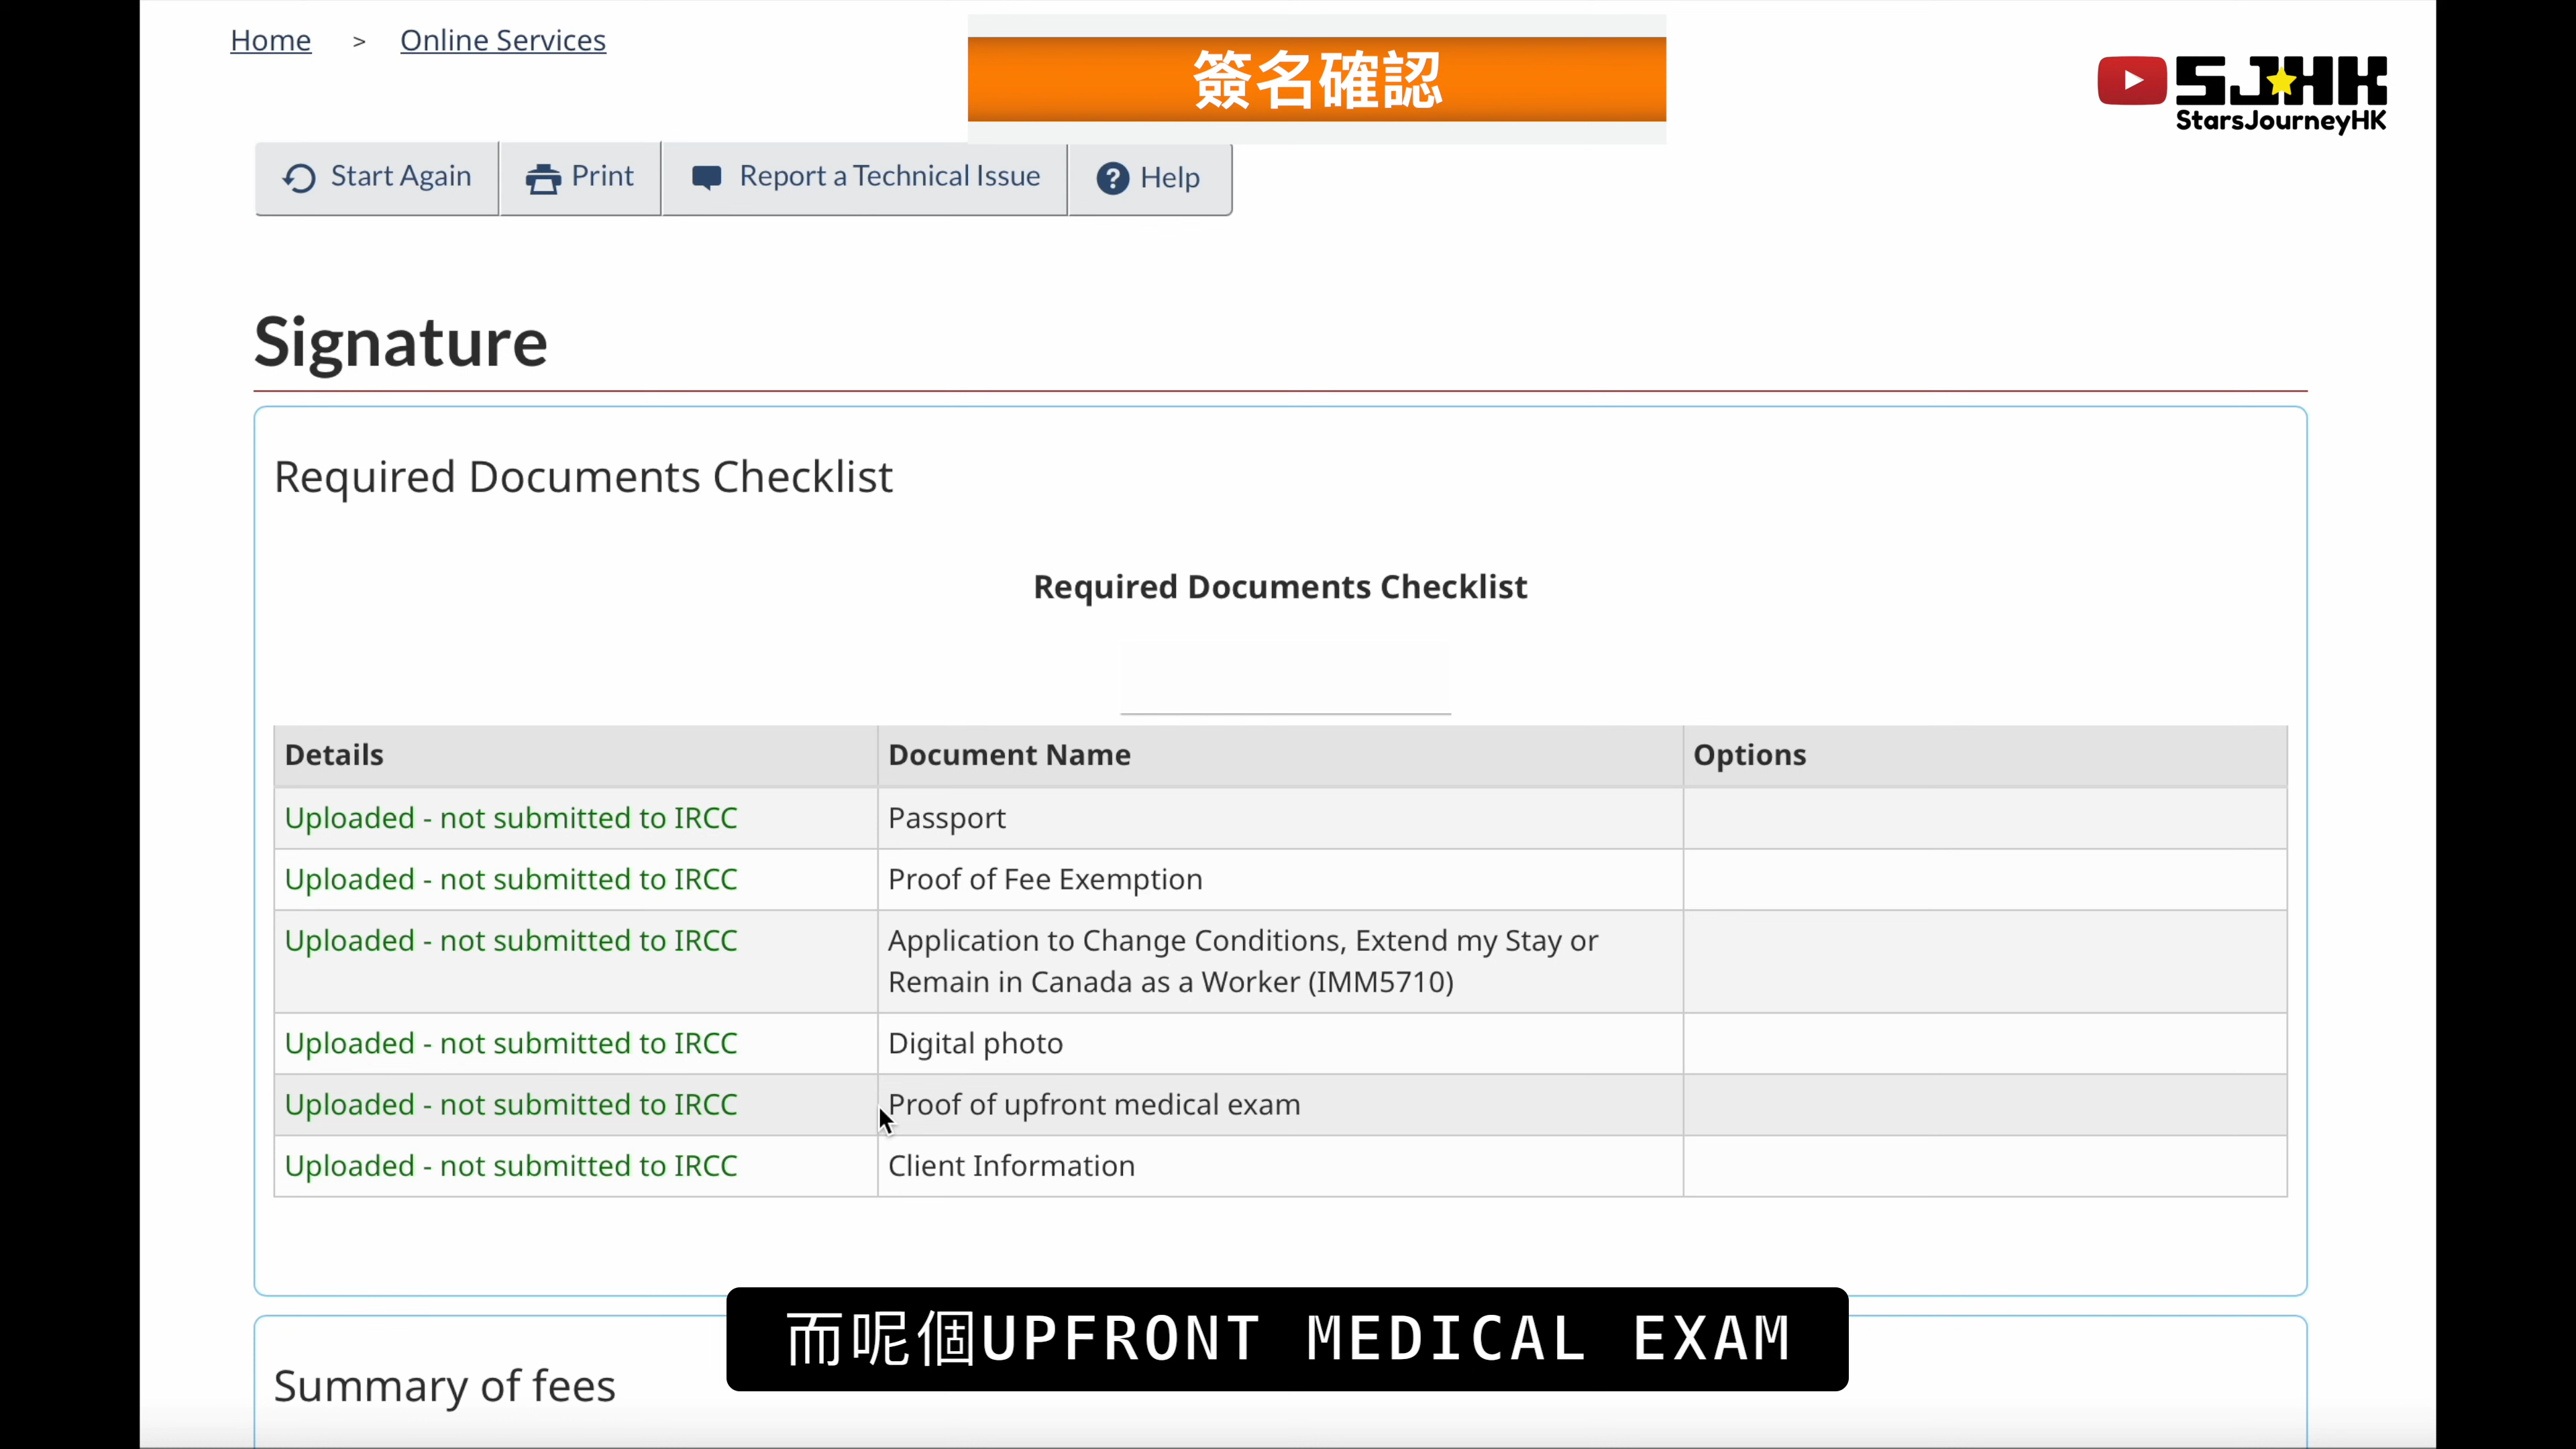 Home > Online Services
簽名確認
SJHK
StarsJourneyHK
Start Again
Print
Report a Technical Issue
Help
Signature
Required Documents Checklist
Required Documents Checklist
Details Document Name Options
Uploaded - not submitted to IRCC Passport
Uploaded - not submitted to IRCC Proof of Fee Exemption
Uploaded - not submitted to IRCC Application to Change Conditions, Extend my Stay or
Remain in Canada as a Worker (IMM5710)
Uploaded - not submitted to IRCC Digital photo
Uploaded - not submitted to IRCC Proof of upfront medical exam
Uploaded - not submitted to IRCC Client Information
而呢個UPFRONT MEDICAL EXAM
Summary of fees